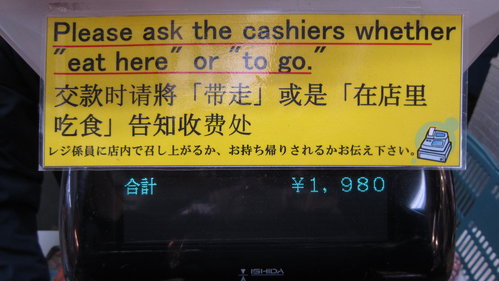 Please ask the cashiers whether
"eat here" or "to go."
交款时请將「带走」或是「在店里
吃食」告知收费处
レジ係員に店内で召し上がるか、お持ち帰りされるかお伝え下さい。
合計 ¥1,980
ISHIDA